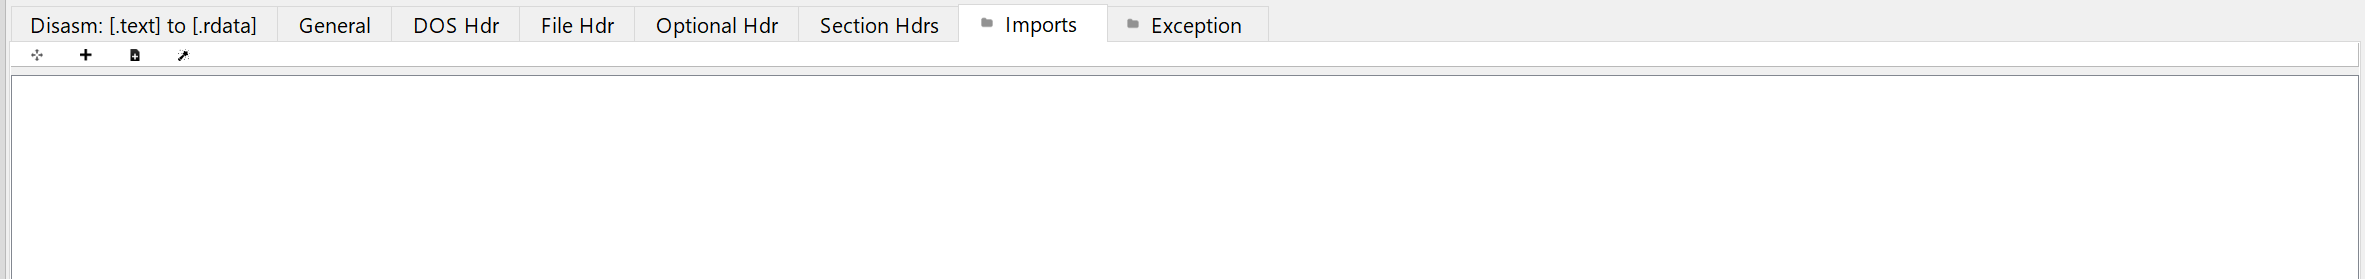 Disasm: [.text] to [.rdata] General DOS Hdr File Hdr Optional Hdr Section Hdrs Imports Exception